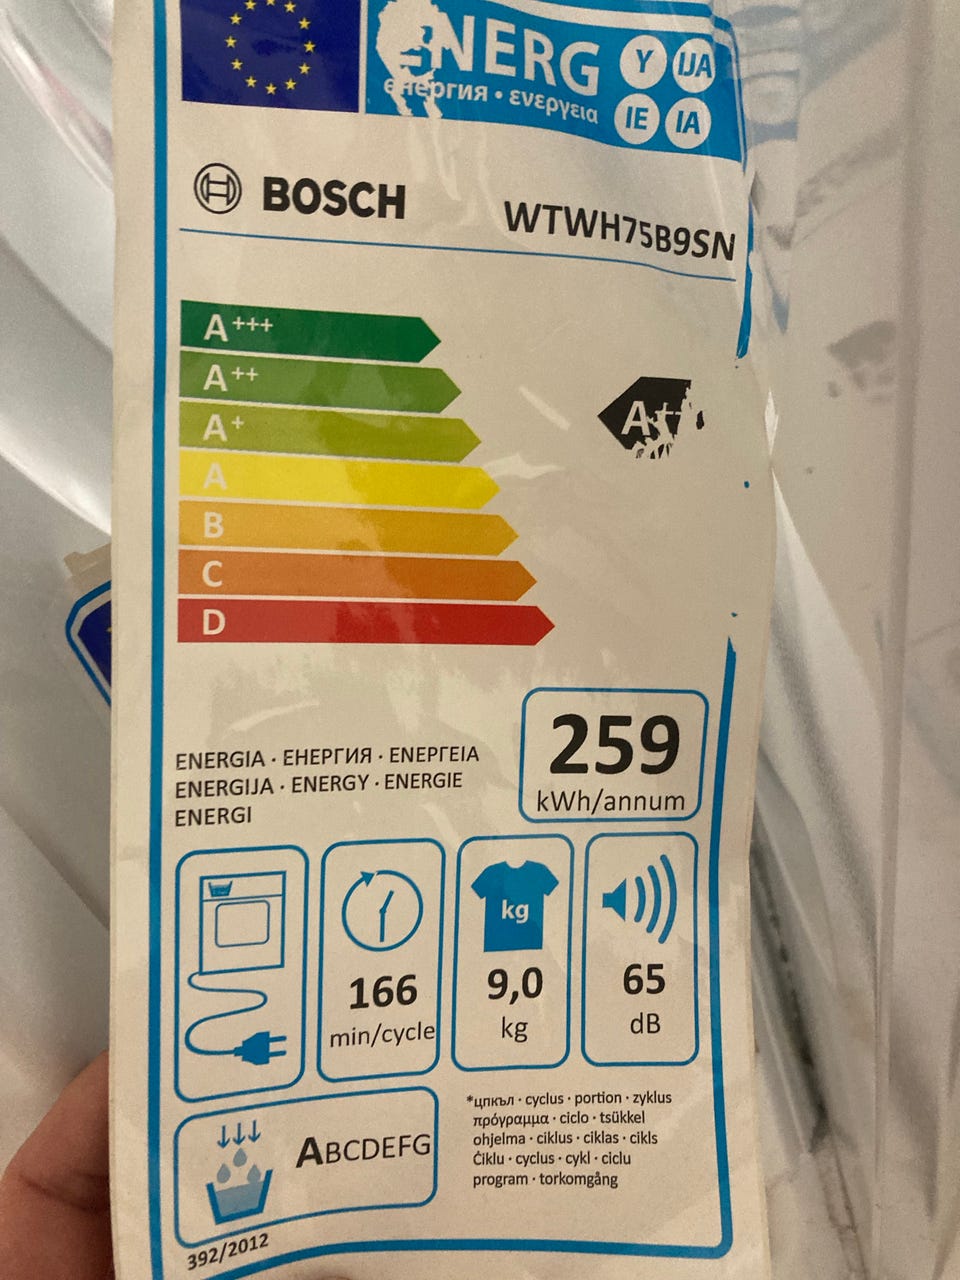 ENERG
Y IJA
енергия · ενεργεια
IE IA
BOSCH
WTWH75B9SN
A+++
A++
A+
A
B
C
D
A++
259
kWh/annum
ENERGIA · ЕНЕРГИЯ · ΕΝΕΡΓΕΙΑ
ENERGIJA · ENERGY · ENERGIE
ENERGI
166
min/cycle
kg
9,0
kg
65
dB
ABCDEFG
*цпкъл · cyclus · portion · zyklus
πρόγραμμα · ciclo · tsükkel
ohjelma · ciklus · ciklas · cikls
Ċiklu · cyclus · cykl · ciclu
program · torkomgång
392/2012